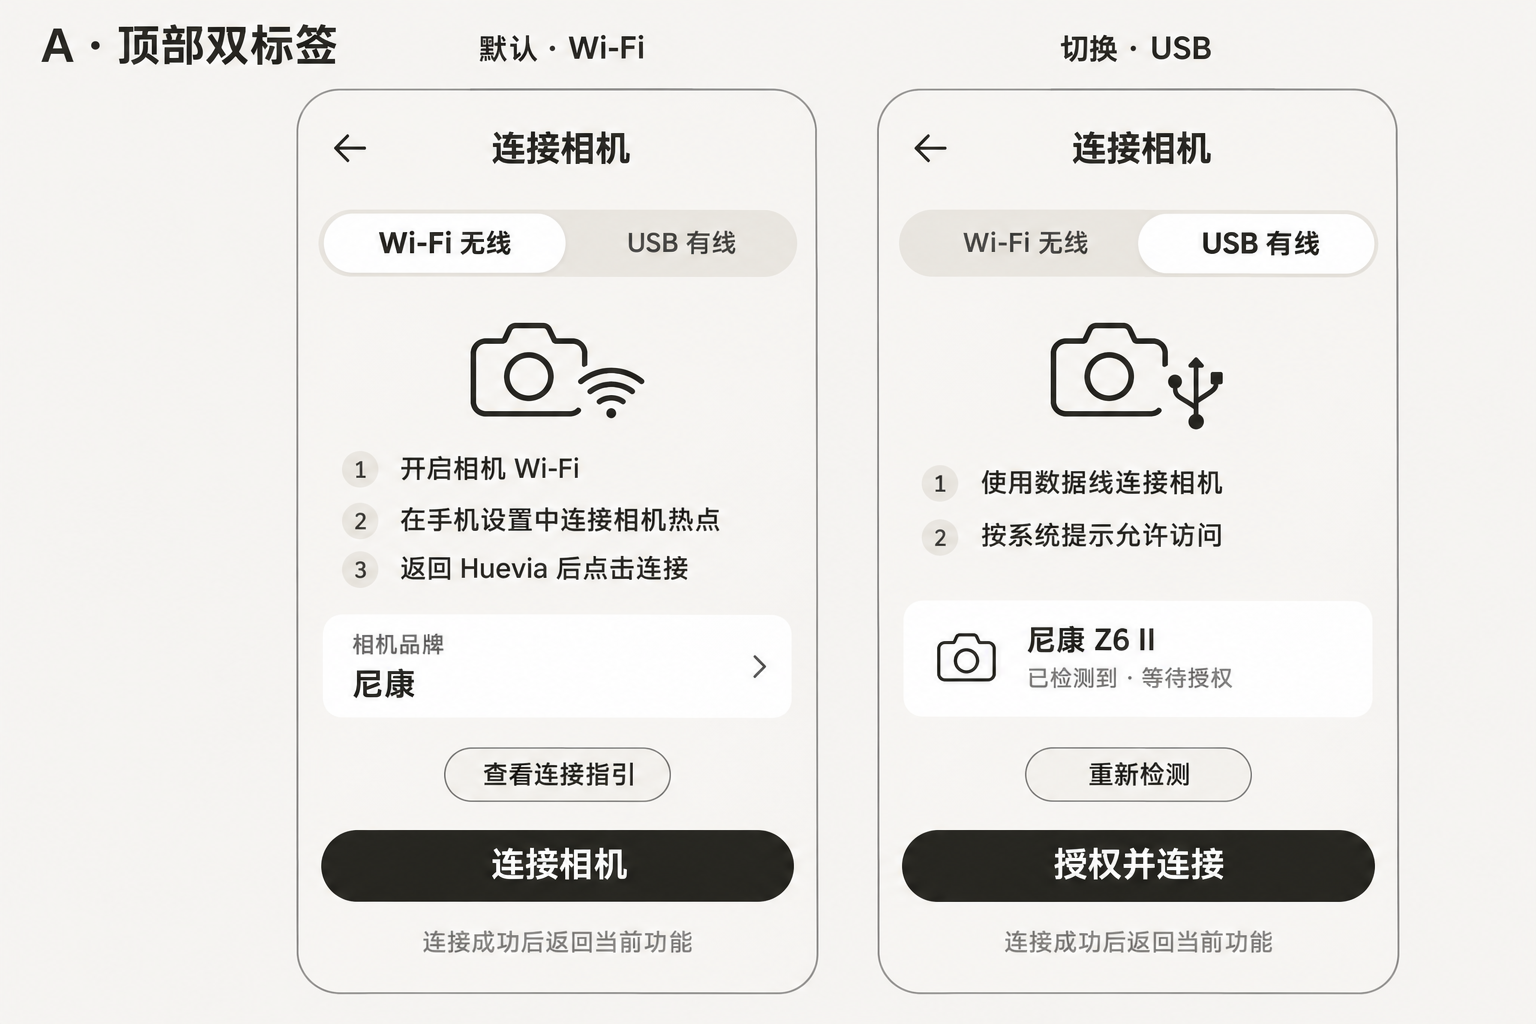 A · 顶部双标签
默认 · Wi-Fi
连接相机
Wi-Fi 无线
USB 有线
1 开启相机 Wi-Fi
2 在手机设置中连接相机热点
3 返回 Huevia 后点击连接
相机品牌
尼康
查看连接指引
连接相机
连接成功后返回当前功能
切换 · USB
连接相机
Wi-Fi 无线
USB 有线
1 使用数据线连接相机
2 按系统提示允许访问
尼康 Z6 II
已检测到 · 等待授权
重新检测
授权并连接
连接成功后返回当前功能